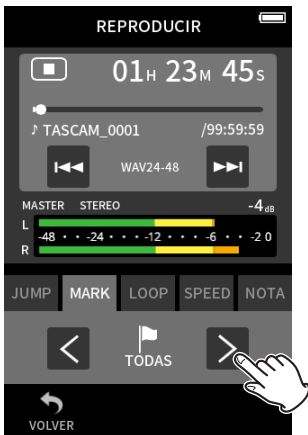 REPRODUCIR
01H 23M 45S
♪ TASCAM_0001 /99:59:59
WAV24-48
MASTER STEREO -4dB
L
-48 · · -24 · · · -12 · · · · -6 · · -2 0
R
JUMP MARK LOOP SPEED NOTA
TODAS
VOLVER